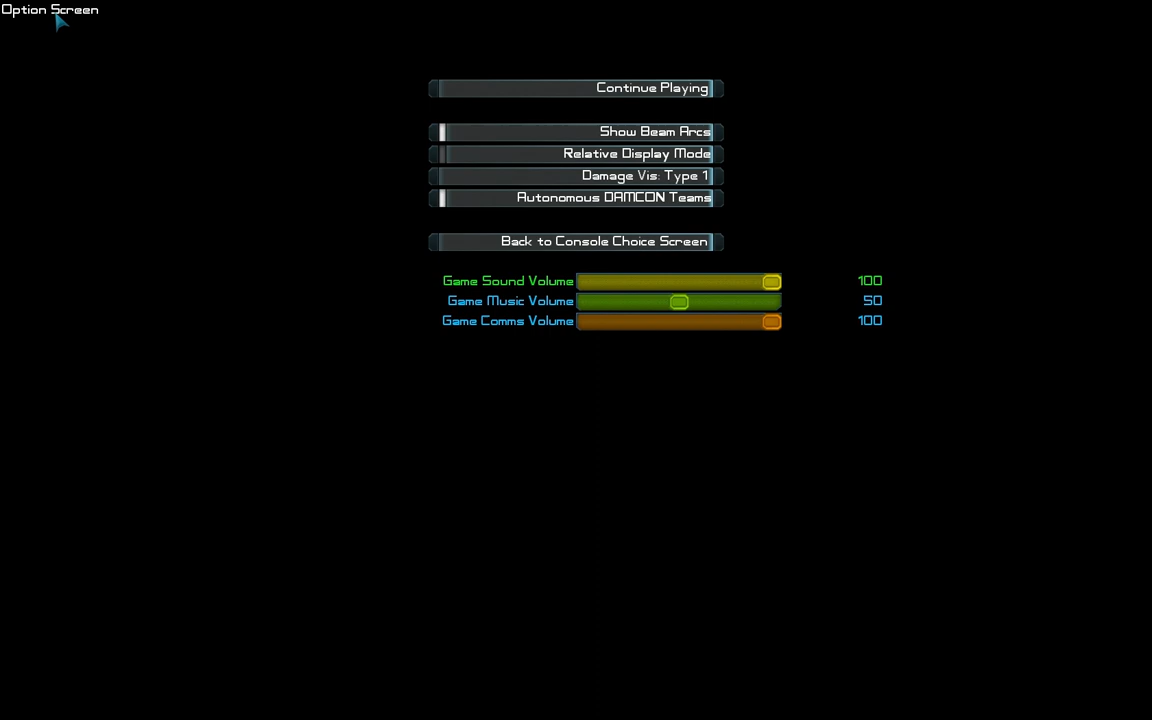 Option Screen
Continue Playing
Show Beam Arcs
Relative Display Mode
Damage Vis: Type 1
Autonomous DAMCON Teams
Back to Console Choice Screen
Game Sound Volume 100
Game Music Volume 50
Game Comms Volume 100